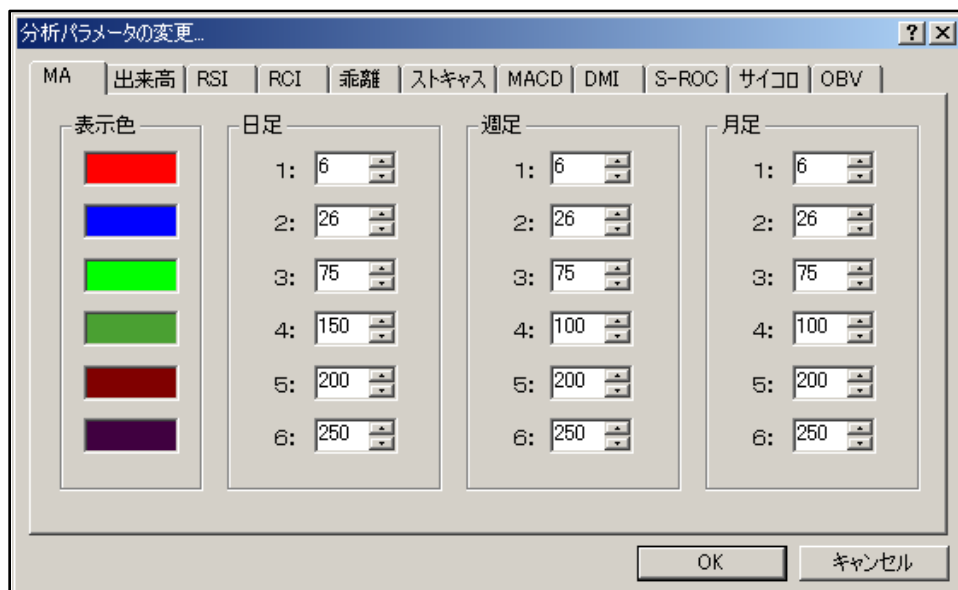 分析パラメータの変更...
MA 出来高 RSI RCI 乖離 ストキャス MACD DMI S-ROC サイコロ OBV
表示色 日足 週足 月足
1: 6 1: 6 1: 6
2: 26 2: 26 2: 26
3: 75 3: 75 3: 75
4: 150 4: 100 4: 100
5: 200 5: 200 5: 200
6: 250 6: 250 6: 250
OK キャンセル